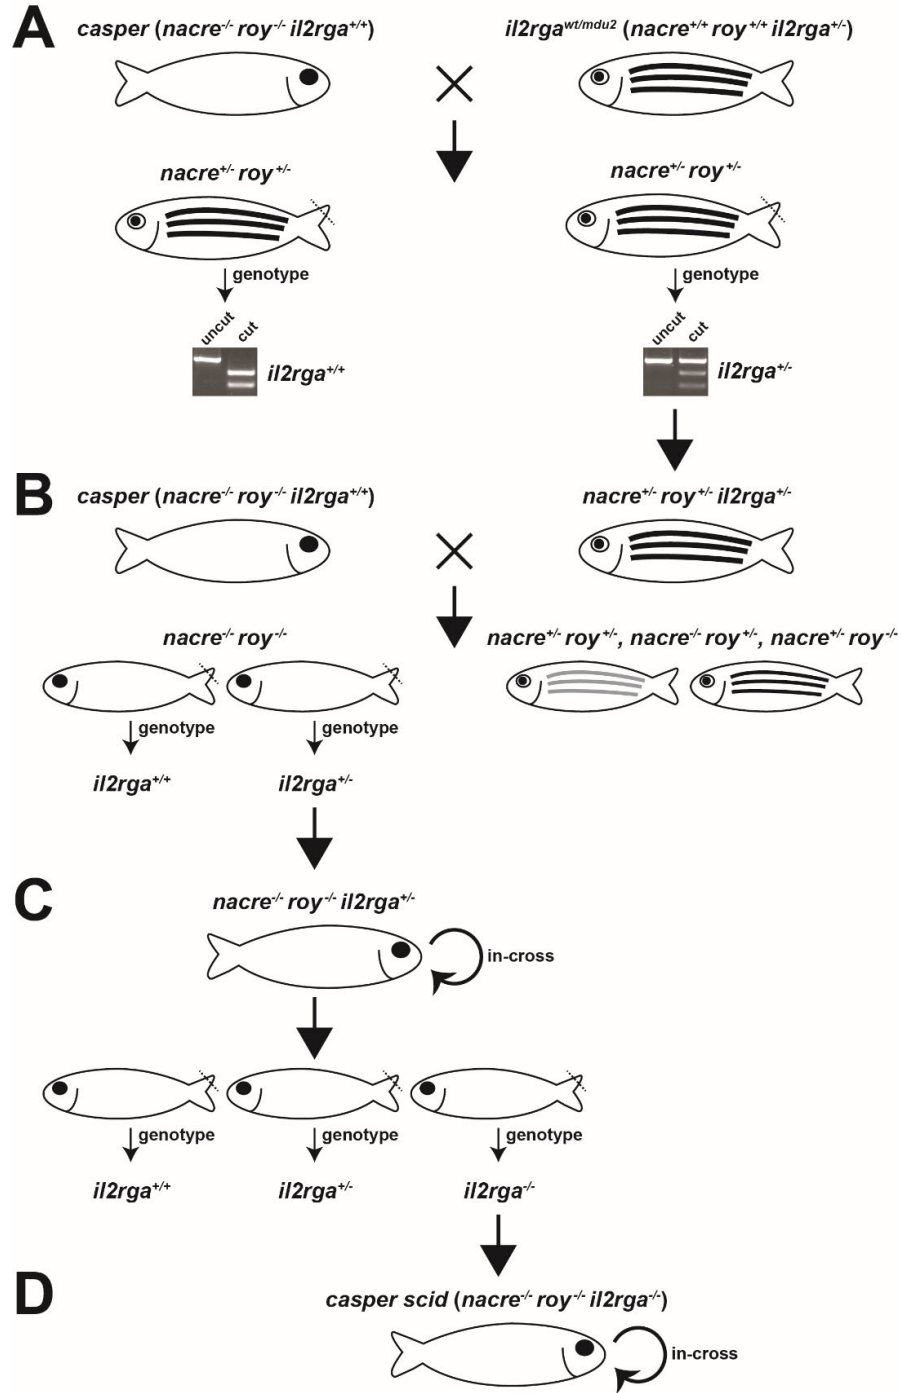 A
casper (nacre-/- roy-/- il2rga+/+)
il2rgawt/mdu2 (nacre+/+ roy+/+ il2rga+/-)
nacre+/- roy+/-
nacre+/- roy+/-
genotype
genotype
uncut cut
uncut cut
il2rga+/+
il2rga+/-
B
casper (nacre-/- roy-/- il2rga+/+)
nacre+/- roy+/- il2rga+/-
nacre-/- roy-/-
nacre+/- roy+/-, nacre-/- roy+/-, nacre+/- roy-/-
genotype
genotype
il2rga+/+
il2rga+/-
C
nacre-/- roy-/- il2rga+/-
in-cross
genotype
genotype
genotype
il2rga+/+
il2rga+/-
il2rga-/-
D
casper scid (nacre-/- roy-/- il2rga-/-)
in-cross